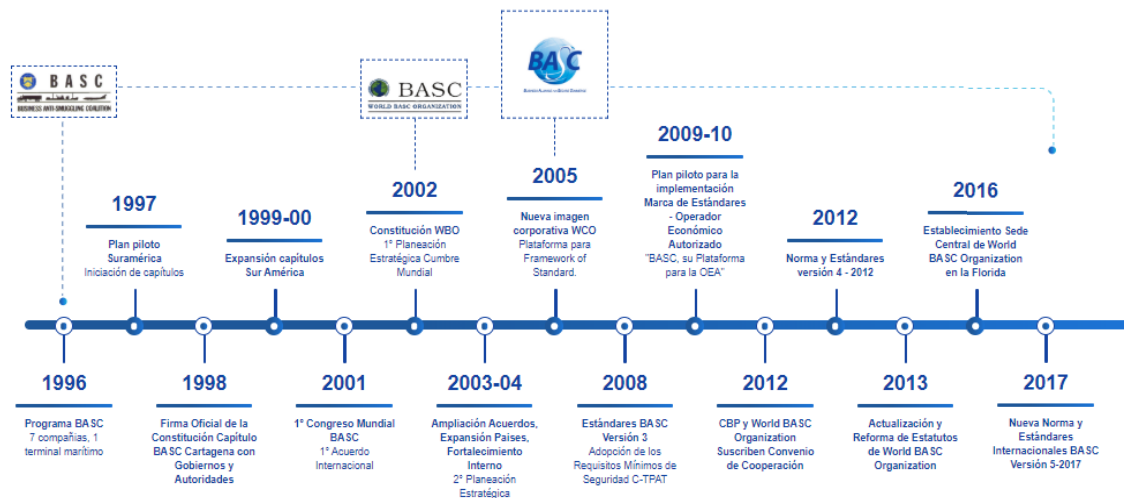 BASC
BUSINESS ANTI-SMUGGLING COALITION
BASC
WORLD BASC ORGANIZATION
BASC
1997
Plan piloto
Suramérica
Iniciación de capítulos
1999-00
Expansión capítulos
Sur América
2002
Constitución WBO
1° Planeación
Estratégica Cumbre
Mundial
2005
Nueva imagen
corporativa WCO
Plataforma para
Framework of
Standard.
2009-10
Plan piloto para la
implementación
Marca de Estándares
- Operador
Económico
Autorizado
"BASC, su Plataforma
para la OEA"
2012
Norma y Estándares
versión 4 - 2012
2016
Establecimiento Sede
Central de World
BASC Organization
en la Florida
1996
Programa BASC
7 compañias, 1
terminal marítimo
1998
Firma Oficial de la
Constitución Capítulo
BASC Cartagena con
Gobiernos y
Autoridades
2001
1° Congreso Mundial
BASC
1° Acuerdo
Internacional
2003-04
Ampliación Acuerdos,
Expansión Paises,
Fortalecimiento
Interno
2° Planeación
Estratégica
2008
Estándares BASC
Versión 3
Adopción de los
Requisitos Mínimos de
Seguridad C-TPAT
2012
CBP y World BASC
Organization
Suscriben Convenio
de Cooperación
2013
Actualización y
Reforma de Estatutos
de World BASC
Organization
2017
Nueva Norma y
Estándares
Internacionales BASC
Versión 5-2017